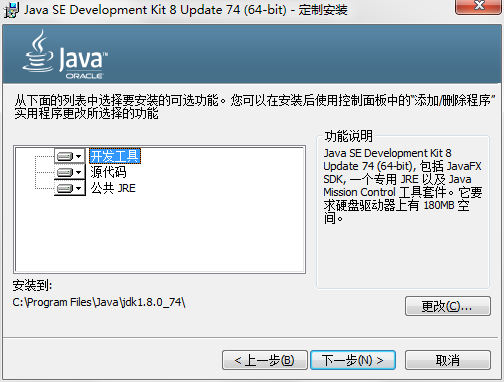 Java SE Development Kit 8 Update 74 (64-bit) - 定制安装
Java
ORACLE
从下面的列表中选择要安装的可选功能。您可以在安装后使用控制面板中的“添加/删除程序”
实用程序更改所选择的功能
开发工具
源代码
公共 JRE
功能说明
Java SE Development Kit 8
Update 74 (64-bit), 包括 JavaFX
SDK, 一个专用 JRE 以及 Java
Mission Control 工具套件。它要
求硬盘驱动器上有 180MB 空
间。
安装到:
C:\Program Files\Java\jdk1.8.0_74\
更改(C)...
< 上一步(B)
下一步(N) >
取消